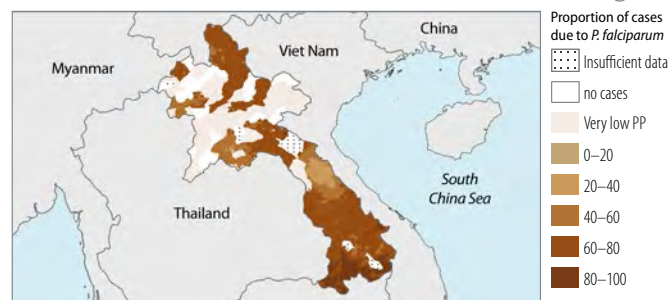 Proportion of cases
due to P. falciparum
Insufficient data
no cases
Very low PP
0–20
20–40
40–60
60–80
80–100
China
Viet Nam
Myanmar
Thailand
South
China Sea